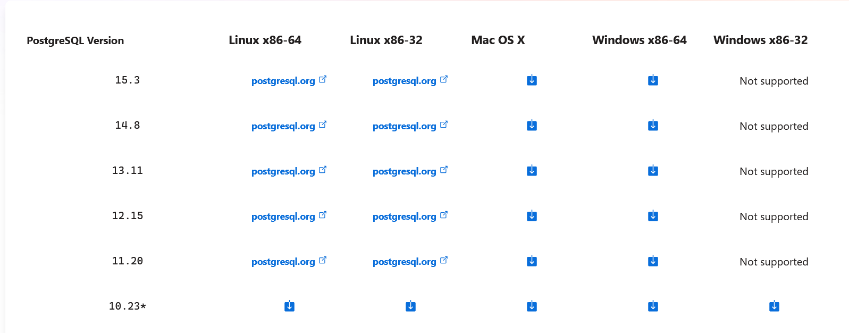 PostgreSQL Version Linux x86-64 Linux x86-32 Mac OS X Windows x86-64 Windows x86-32
15.3 postgresql.org postgresql.org Not supported
14.8 postgresql.org postgresql.org Not supported
13.11 postgresql.org postgresql.org Not supported
12.15 postgresql.org postgresql.org Not supported
11.20 postgresql.org postgresql.org Not supported
10.23*